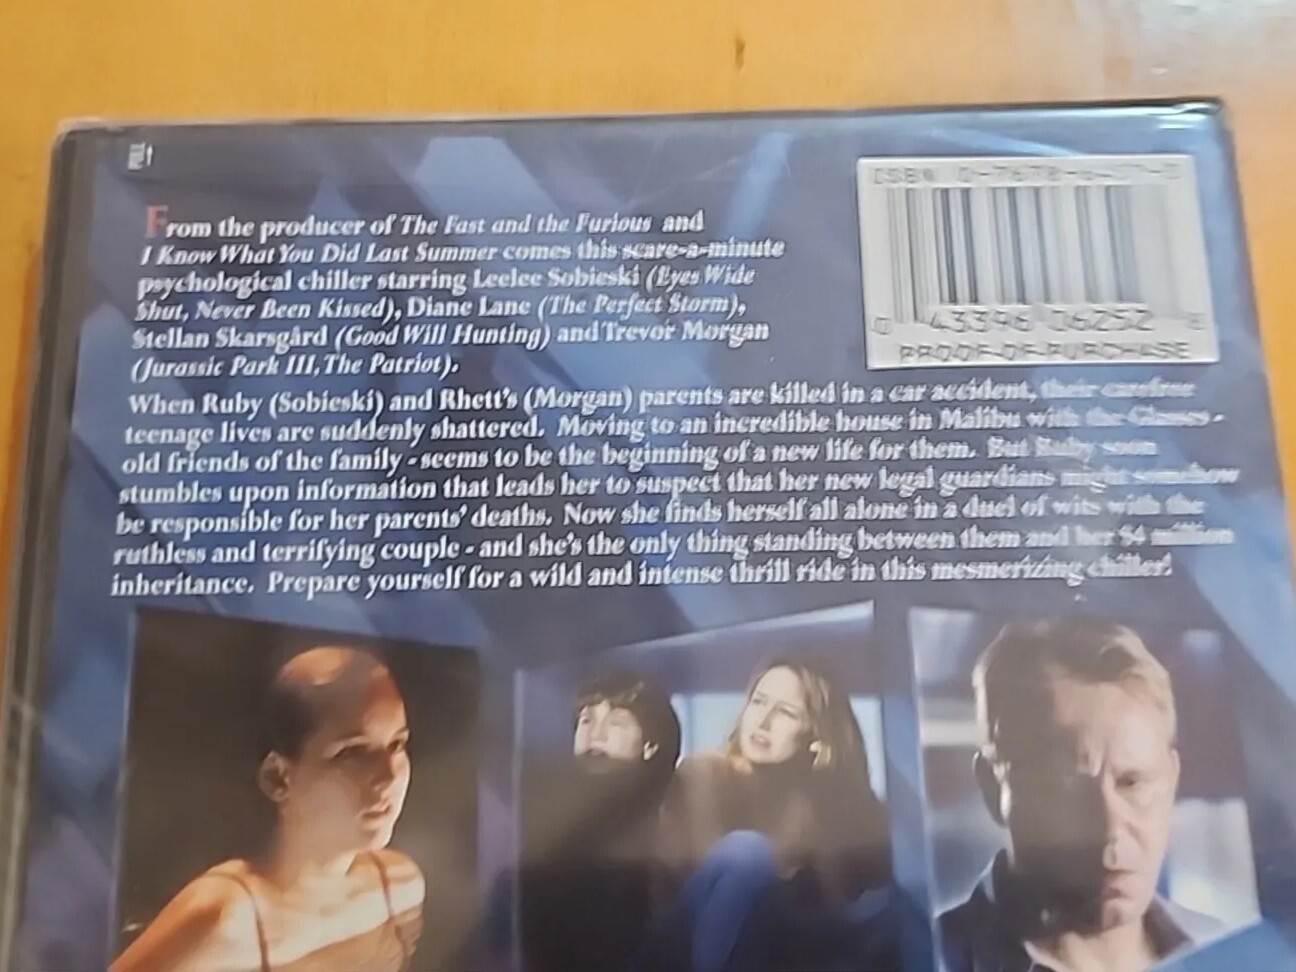 From the producer of The Fast and the Furious and
I Know What You Did Last Summer comes this scare-a-minute
psychological chiller starring Leelee Sobieski (Eyes Wide
Shut, Never Been Kissed), Diane Lane (The Perfect Storm),
Stellan Skarsgård (Good Will Hunting) and Trevor Morgan
(Jurassic Park III, The Patriot).
When Ruby (Sobieski) and Rhett's (Morgan) parents are killed in a car accident, their carefree
teenage lives are suddenly shattered. Moving to an incredible house in Malibu with the Glasses -
old friends of the family - seems to be the beginning of a new life for them. But Ruby soon
stumbles upon information that leads her to suspect that her new legal guardians might somehow
be responsible for her parents' deaths. Now she finds herself all alone in a duel of wits with the
ruthless and terrifying couple - and she's the only thing standing between them and her $4 million
inheritance. Prepare yourself for a wild and intense thrill ride in this mesmerizing chiller!
ISBN
0 43396 06252 8
PROOF-OF-PURCHASE